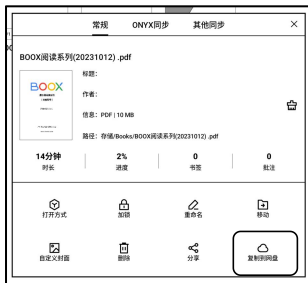 常规 ONYX同步 其他同步 ×
BOOX阅读系列(20231012) .pdf
BOOX
标题:
作者:
信息: PDF | 10 MB
路径: 存储/Books/BOOX阅读系列(20231012) .pdf
14分钟 2% 0 0
时长 进度 书签 批注
打开方式 加锁 重命名 移动
自定义封面 删除 分享 复制到网盘